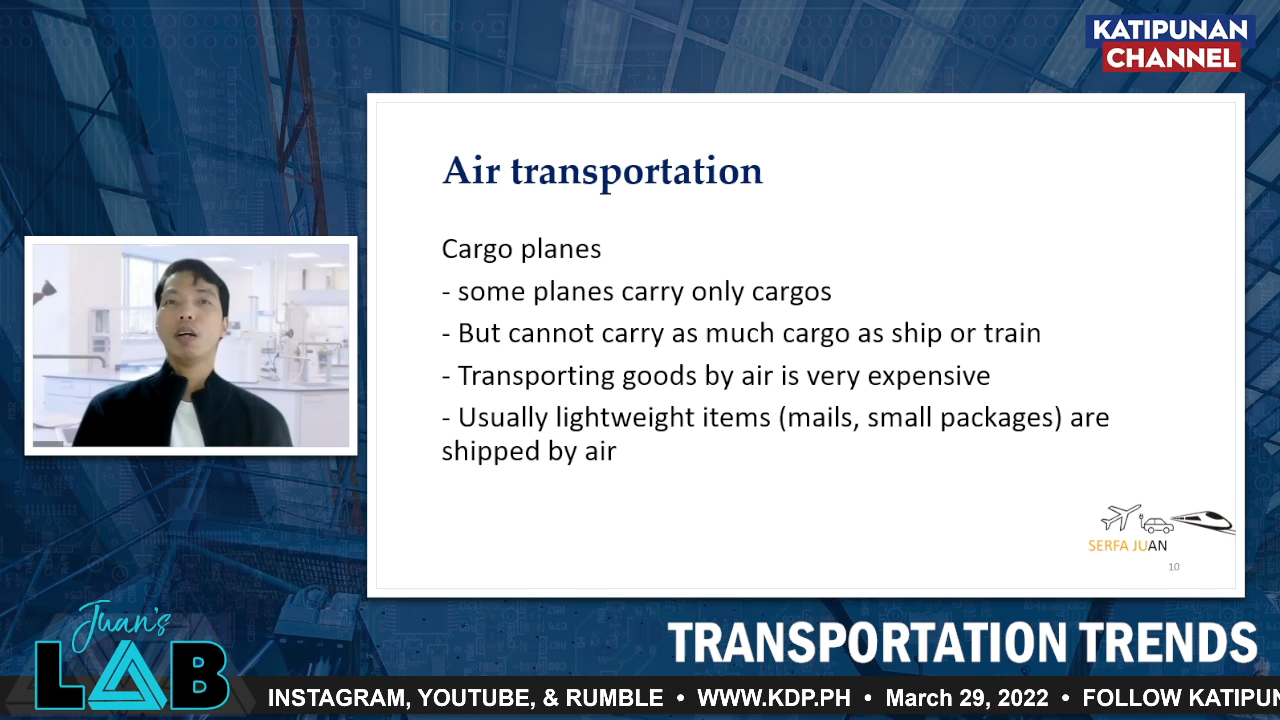 KATIPUNAN
CHANNEL
Air transportation
Cargo planes
- some planes carry only cargos
- But cannot carry as much cargo as ship or train
- Transporting goods by air is very expensive
- Usually lightweight items (mails, small packages) are
shipped by air
SERFA JUAN
10
Juan's
LAB
TRANSPORTATION TRENDS
INSTAGRAM, YOUTUBE, & RUMBLE • WWW.KDP.PH • March 29, 2022 • FOLLOW KATIPUN